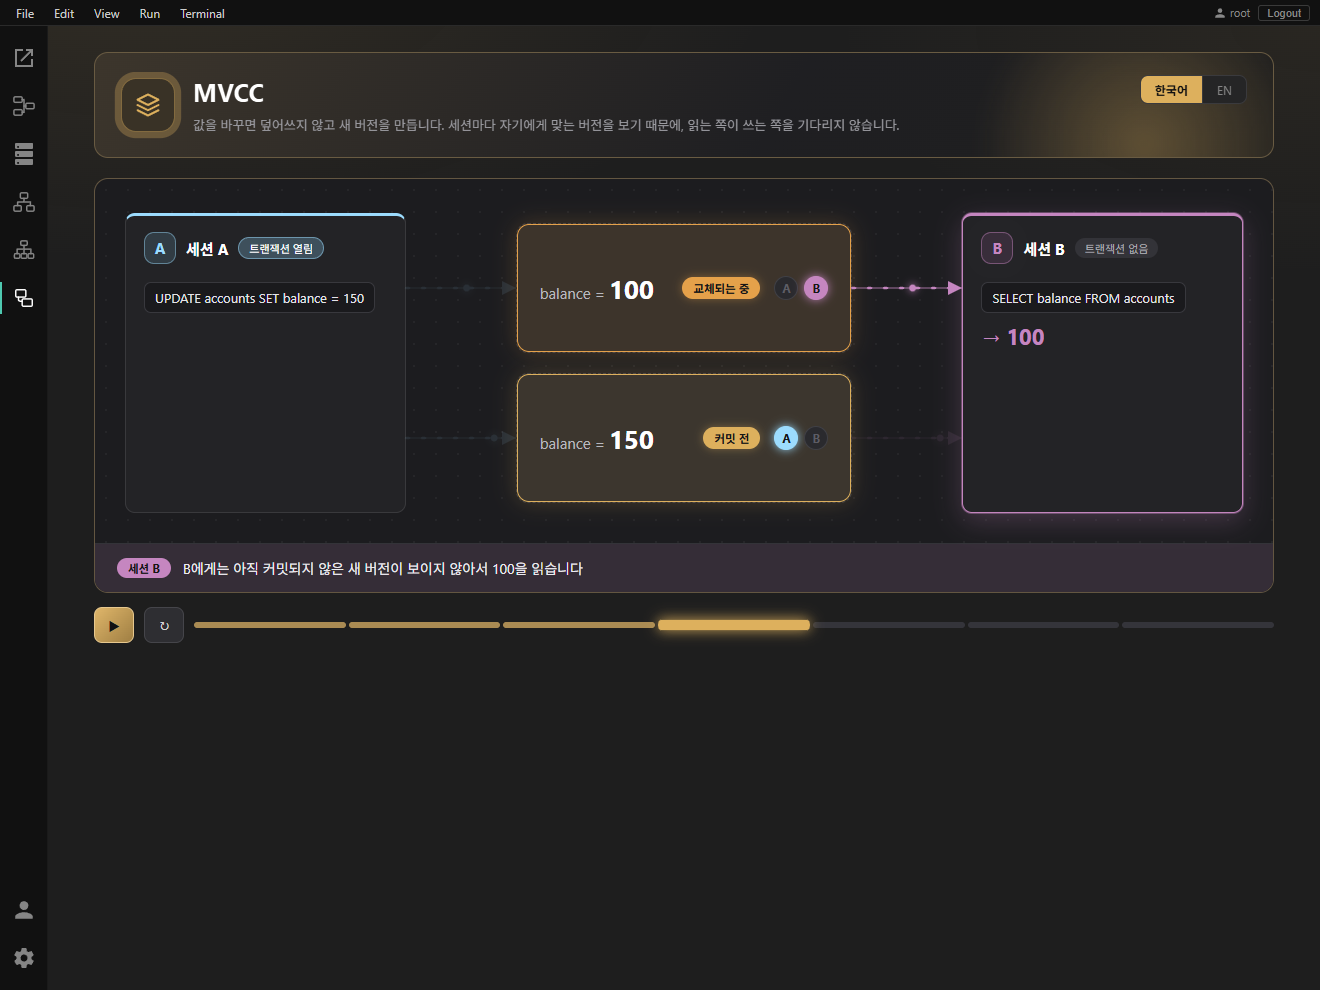 File Edit View Run Terminal
root Logout
MVCC
값을 바꾸면 덮어쓰지 않고 새 버전을 만듭니다. 세션마다 자기에게 맞는 버전을 보기 때문에, 읽는 쪽이 쓰는 쪽을 기다리지 않습니다.
한국어 EN
A 세션 A 트랜잭션 열림
UPDATE accounts SET balance = 150
balance = 100 교체되는 중 A B
balance = 150 커밋 전 A B
B 세션 B 트랜잭션 없음
SELECT balance FROM accounts
→ 100
세션 B B에게는 아직 커밋되지 않은 새 버전이 보이지 않아서 100을 읽습니다